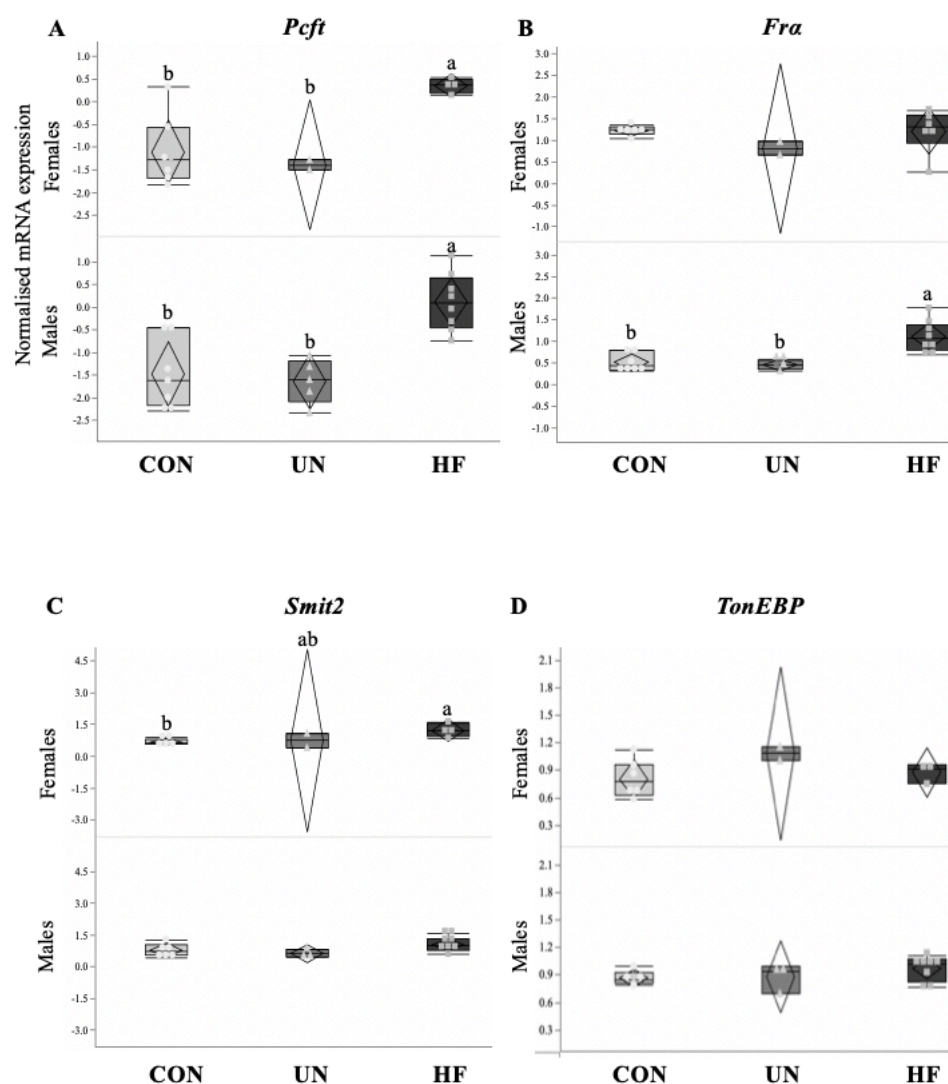 A Pcft
B Frα
1.0
0.5
0.0
-0.5
-1.0
-1.5
-2.0
-2.5
b b a
3.0
2.5
2.0
1.5
1.0
0.5
0.0
-0.5
-1.0
Normalised mRNA expression
Females
Females
1.0
0.5
0.0
-0.5
-1.0
-1.5
-2.0
-2.5
b b a
3.0
2.5
2.0
1.5
1.0
0.5
0.0
-0.5
-1.0
b b a
Males
Males
CON UN HF
CON UN HF
C Smit2
D TonEBP
4.5
3.0
1.5
0.0
-1.5
-3.0
b ab a
2.1
1.8
1.5
1.2
0.9
0.6
0.3
Females
Females
4.5
3.0
1.5
0.0
-1.5
-3.0
2.1
1.8
1.5
1.2
0.9
0.6
0.3
Males
Males
CON UN HF
CON UN HF